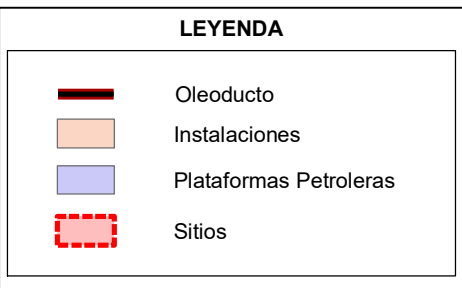 LEYENDA
Oleoducto
Instalaciones
Plataformas Petroleras
Sitios